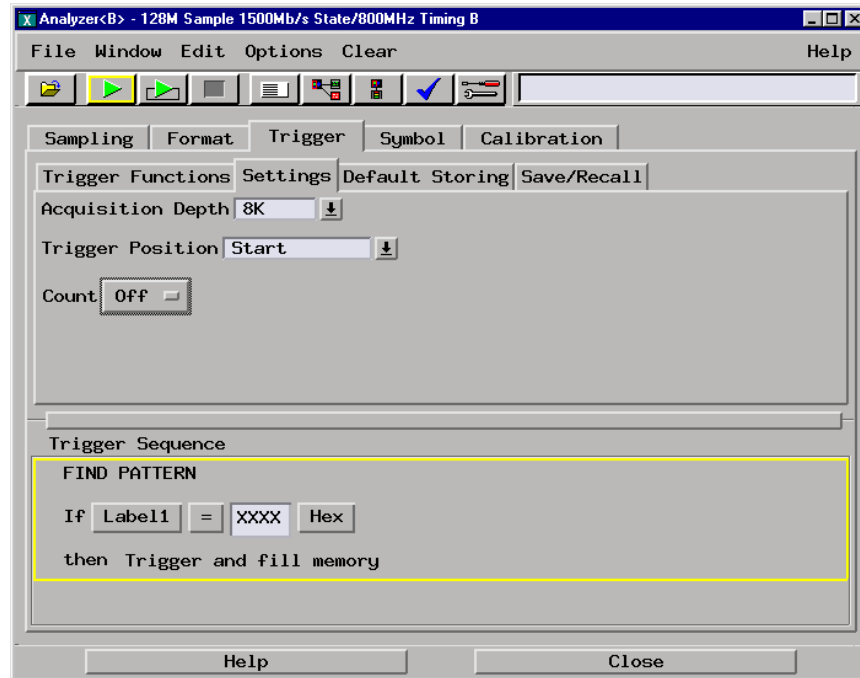 Analyzer<B> - 128M Sample 1500Mb/s State/800MHz Timing B
File Window Edit Options Clear Help
Sampling Format Trigger Symbol Calibration
Trigger Functions Settings Default Storing Save/Recall
Acquisition Depth 8K
Trigger Position Start
Count Off
Trigger Sequence
FIND PATTERN
If Label1 = XXXX Hex
then Trigger and fill memory
Help Close